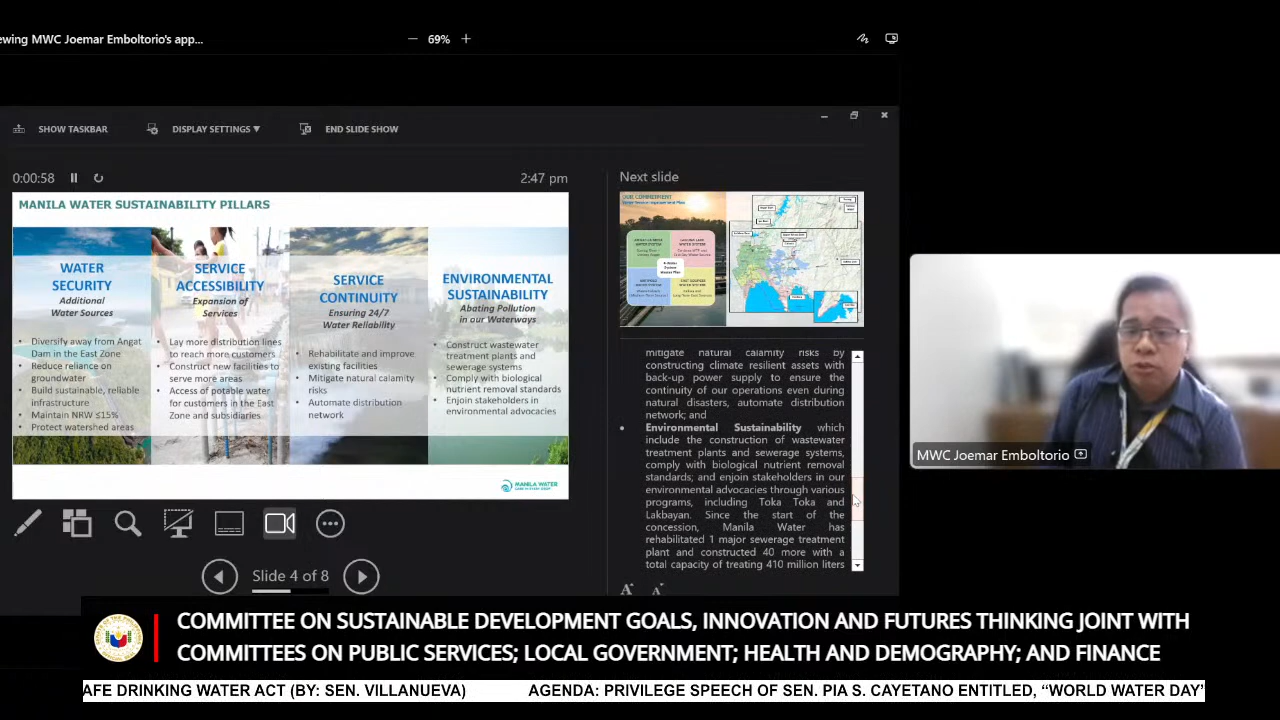 ewing MWC Joemar Emboltorio's app...
69%
SHOW TASKBAR
DISPLAY SETTINGS ▼
END SLIDE SHOW
0:00:58
2:47 pm
Next slide
MANILA WATER SUSTAINABILITY PILLARS
WATER
SECURITY
Additional
Water Sources
Diversify away from Angat
Dam in the East Zone
Reduce reliance on
groundwater
Build sustainable, reliable
infrastructure
Maintain NRW ≤15%
Protect watershed areas
SERVICE
ACCESSIBILITY
Expansion of
Services
Lay more distribution lines
to reach more customers
Construct new facilities to
serve more areas
Access of potable water
for customers in the East
Zone and subsidiaries
SERVICE
CONTINUITY
Ensuring 24/7
Water Reliability
Rehabilitate and improve
existing facilities
Mitigate natural calamity
risks
Automate distribution
network
ENVIRONMENTAL
SUSTAINABILITY
Abating Pollution
in our Waterways
Construct wastewater
treatment plants and
sewerage systems
Comply with biological
nutrient removal standards
Enjoin stakeholders in
environmental advocacies
MANILA WATER
OUR COMMITMENT
mitigate natural calamity risks by
constructing climate resilient assets with
back-up power supply to ensure the
continuity of our operations even during
natural disasters, automate distribution
network; and
Environmental Sustainability which
include the construction of wastewater
treatment plants and sewerage systems,
comply with biological nutrient removal
standards; and enjoin stakeholders in our
environmental advocacies through various
programs, including Toka Toka and
Lakbayan. Since the start of the
concession, Manila Water has
rehabilitated 1 major sewerage treatment
plant and constructed 40 more with a
total capacity of treating 410 million liters
Slide 4 of 8
MWC Joemar Emboltorio
COMMITTEE ON SUSTAINABLE DEVELOPMENT GOALS, INNOVATION AND FUTURES THINKING JOINT WITH
COMMITTEES ON PUBLIC SERVICES; LOCAL GOVERNMENT; HEALTH AND DEMOGRAPHY; AND FINANCE
AFE DRINKING WATER ACT (BY: SEN. VILLANUEVA) AGENDA: PRIVILEGE SPEECH OF SEN. PIA S. CAYETANO ENTITLED, “WORLD WATER DAY”